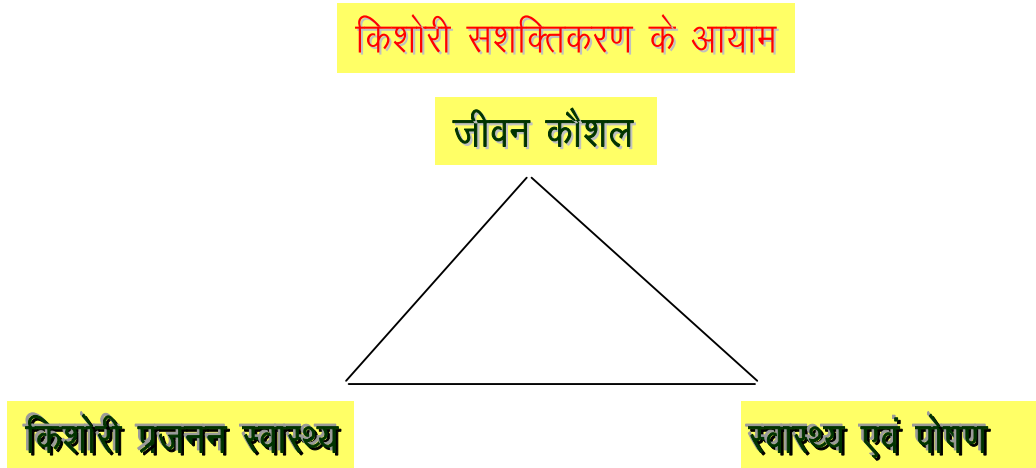 किशोरी सशक्तिकरण के आयाम
जीवन कौशल
किशोरी प्रजनन स्वास्थ्य
स्वास्थ्य एवं पोषण